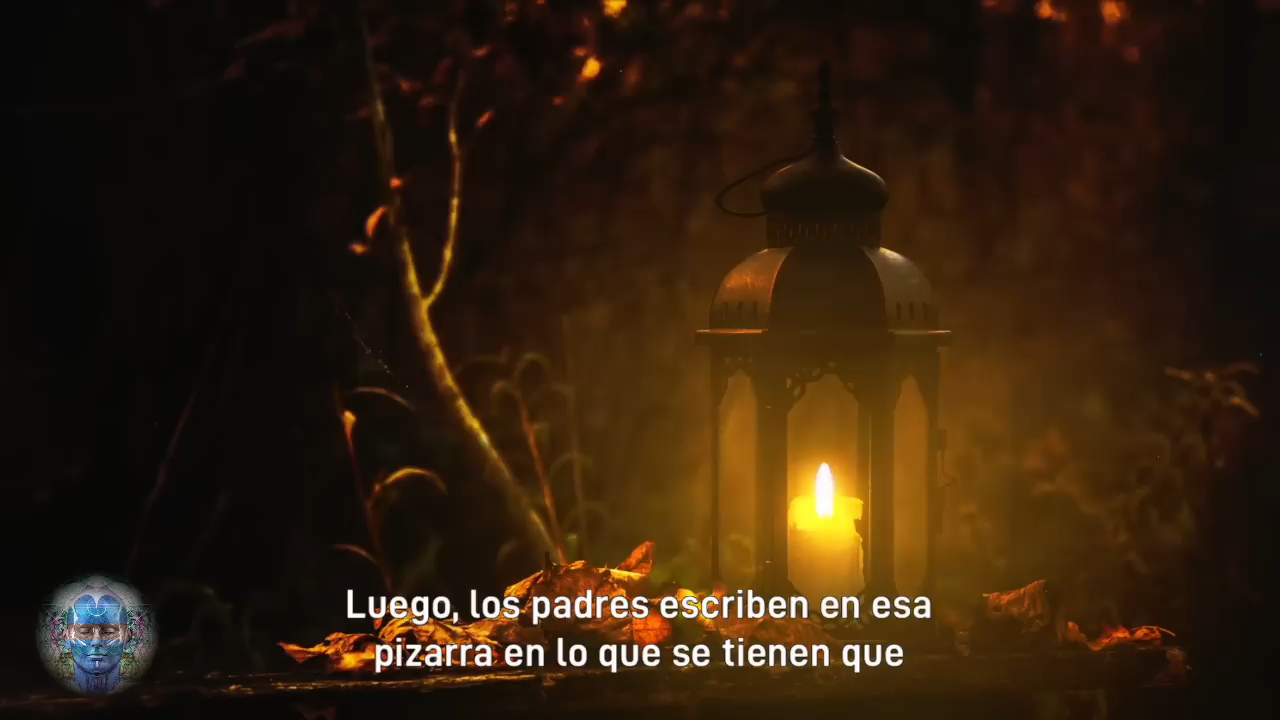 Luego, los padres escriben en esa
pizarra en lo que se tienen que